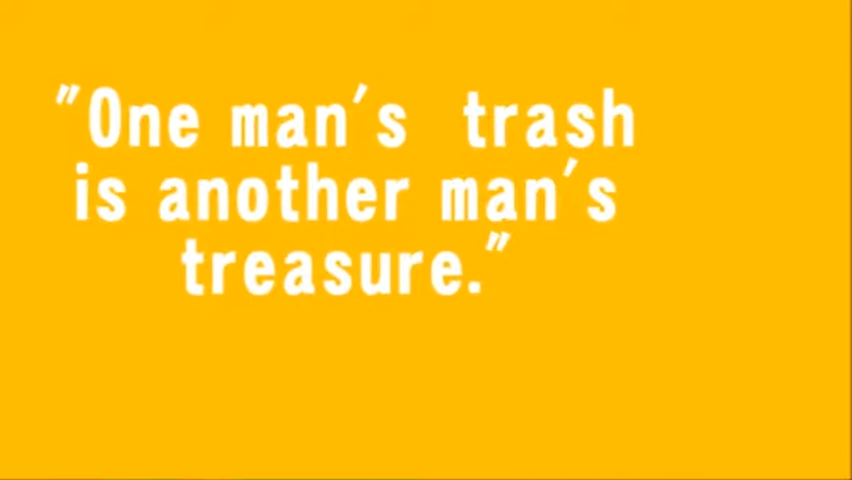 "One man's  trash
is another man's
treasure."